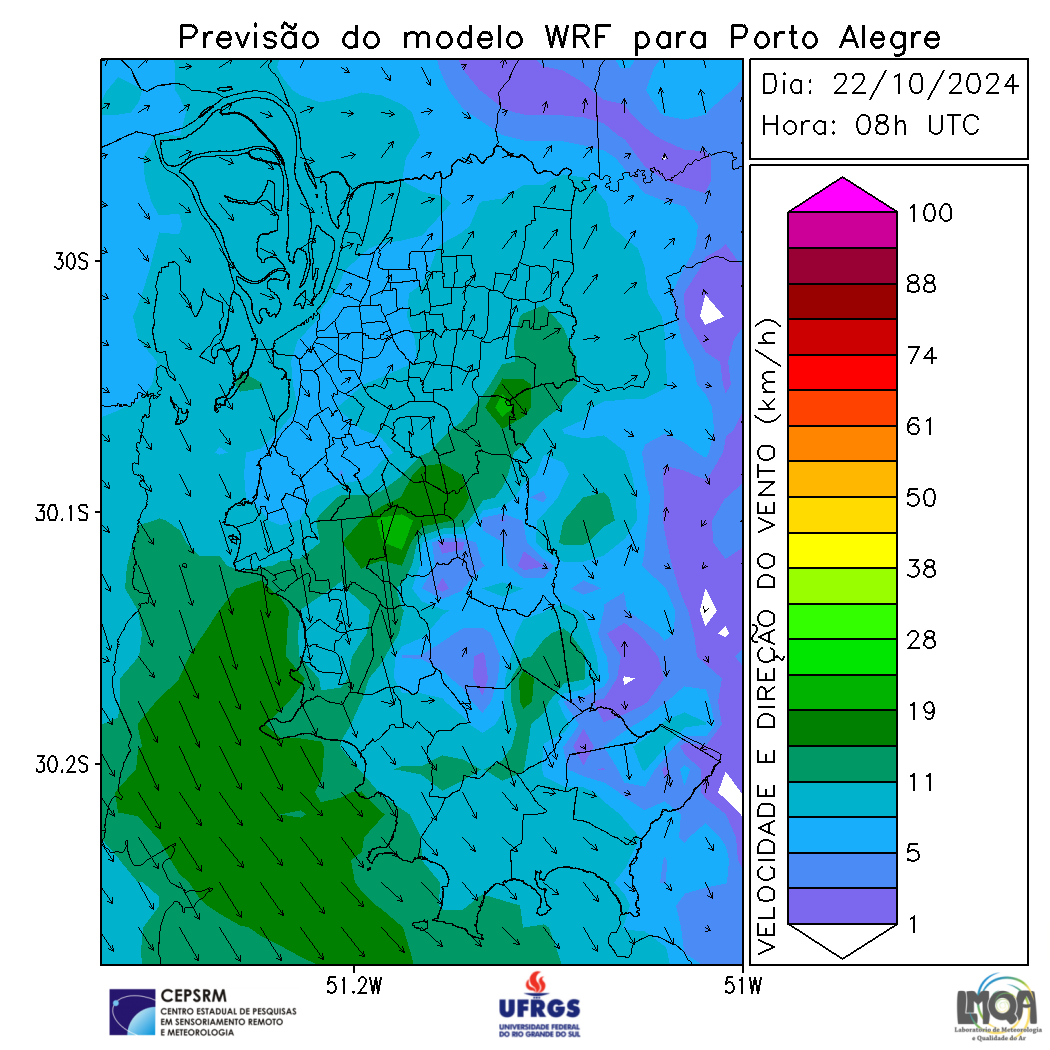 Previsão do modelo WRF para Porto Alegre
Dia: 22/10/2024
Hora: 08h UTC
30S
30.1S
30.2S
51.2W
51W
VELOCIDADE E DIREÇÃO DO VENTO (km/h)
100
88
74
61
50
38
28
19
11
5
1
CEPSRM
CENTRO ESTADUAL DE PESQUISAS
EM SENSORIAMENTO REMOTO
E METEOROLOGIA
UFRGS
UNIVERSIDADE FEDERAL
DO RIO GRANDE DO SUL
LMQA
Laboratório de Meteorologia
e Qualidade do Ar